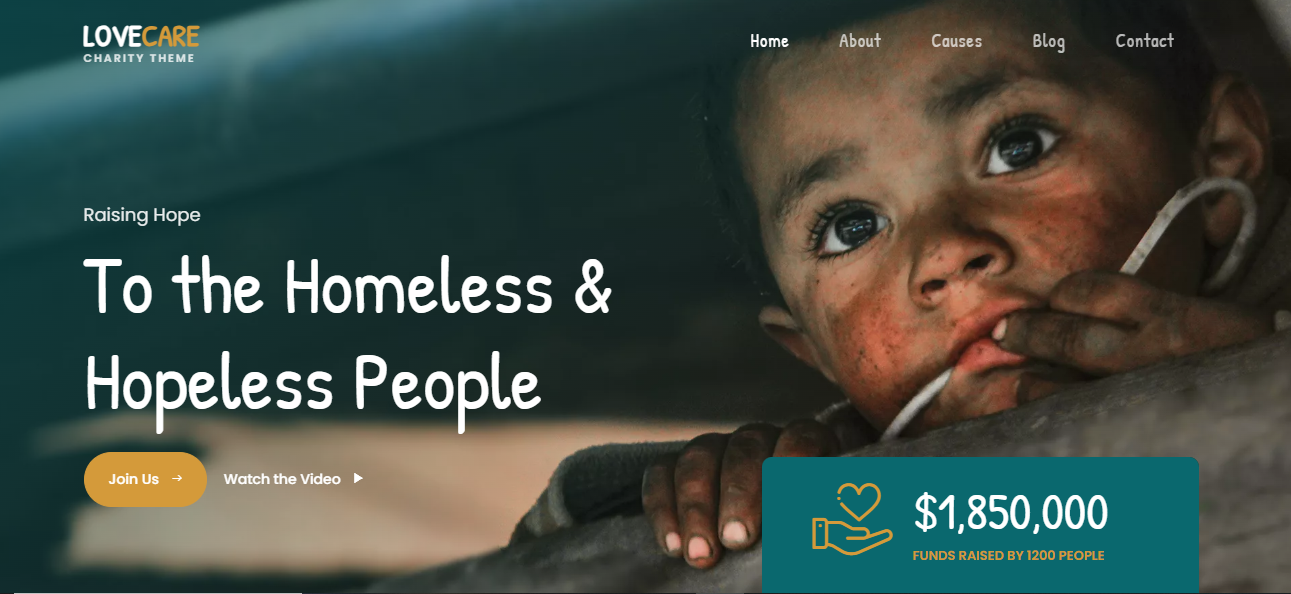 LOVECARE
CHARITY THEME
Home About Causes Blog Contact
Raising Hope
To the Homeless &
Hopeless People
Join Us → Watch the Video
$1,850,000
FUNDS RAISED BY 1200 PEOPLE